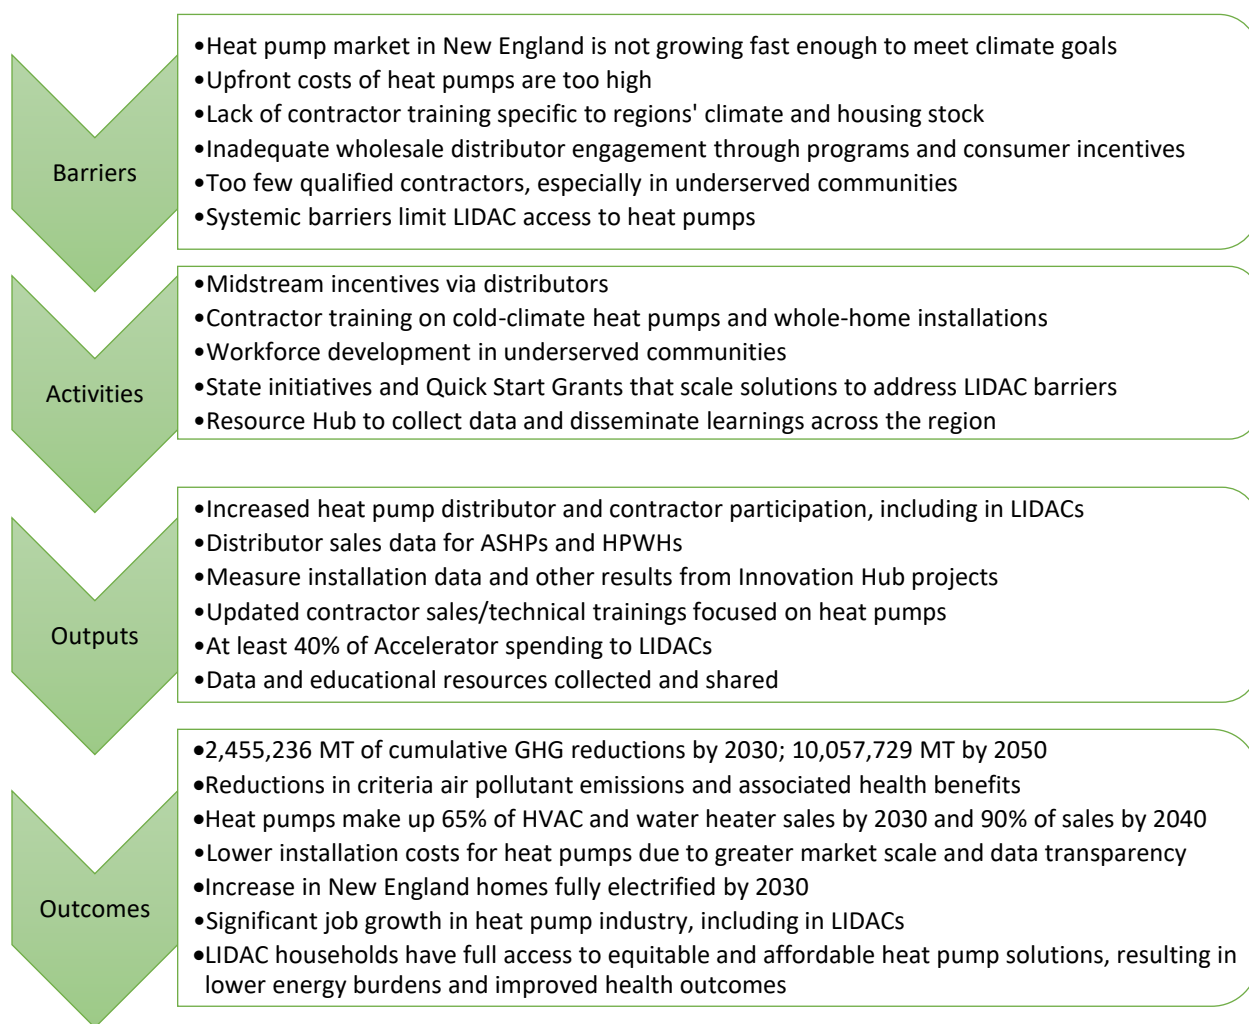 Barriers
•Heat pump market in New England is not growing fast enough to meet climate goals
•Upfront costs of heat pumps are too high
•Lack of contractor training specific to regions' climate and housing stock
•Inadequate wholesale distributor engagement through programs and consumer incentives
•Too few qualified contractors, especially in underserved communities
•Systemic barriers limit LIDAC access to heat pumps
Activities
•Midstream incentives via distributors
•Contractor training on cold-climate heat pumps and whole-home installations
•Workforce development in underserved communities
•State initiatives and Quick Start Grants that scale solutions to address LIDAC barriers
•Resource Hub to collect data and disseminate learnings across the region
Outputs
•Increased heat pump distributor and contractor participation, including in LIDACs
•Distributor sales data for ASHPs and HPWHs
•Measure installation data and other results from Innovation Hub projects
•Updated contractor sales/technical trainings focused on heat pumps
•At least 40% of Accelerator spending to LIDACs
•Data and educational resources collected and shared
Outcomes
•2,455,236 MT of cumulative GHG reductions by 2030; 10,057,729 MT by 2050
•Reductions in criteria air pollutant emissions and associated health benefits
•Heat pumps make up 65% of HVAC and water heater sales by 2030 and 90% of sales by 2040
•Lower installation costs for heat pumps due to greater market scale and data transparency
•Increase in New England homes fully electrified by 2030
•Significant job growth in heat pump industry, including in LIDACs
•LIDAC households have full access to equitable and affordable heat pump solutions, resulting in
lower energy burdens and improved health outcomes